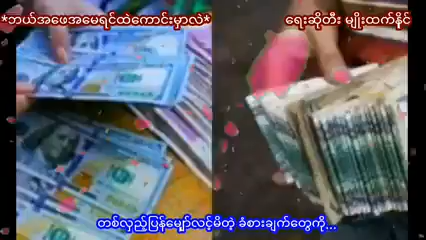 *ဘယ်အဖေအမေရင်ထဲကောင်းမှာလဲ*
ရေးဆိုတီး မျိုးထက်နိုင်
တစ်လှည့်ပြန်မျှော်လင့်မိတဲ့ ခံစားချက်တွေကို,..